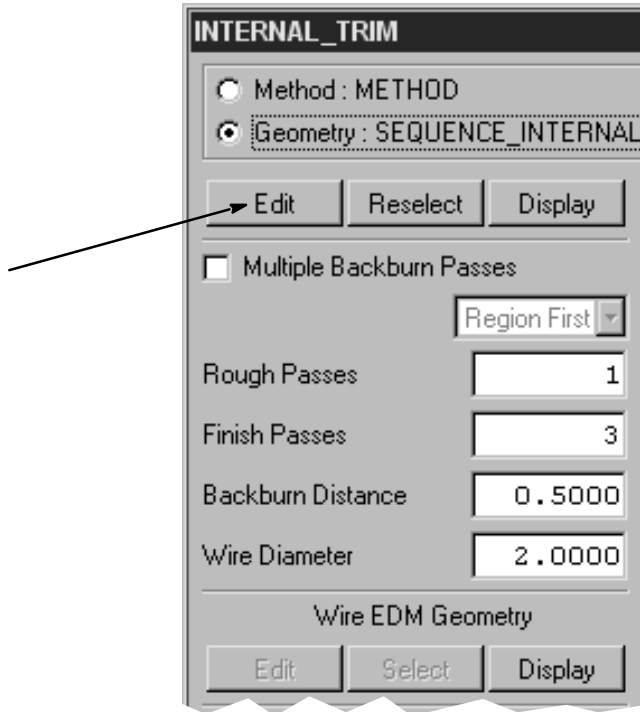 INTERNAL_TRIM
Method : METHOD
Geometry : SEQUENCE_INTERNAL
Edit Reselect Display
Multiple Backburn Passes
Region First
Rough Passes 1
Finish Passes 3
Backburn Distance 0.5000
Wire Diameter 2.0000
Wire EDM Geometry
Edit Select Display